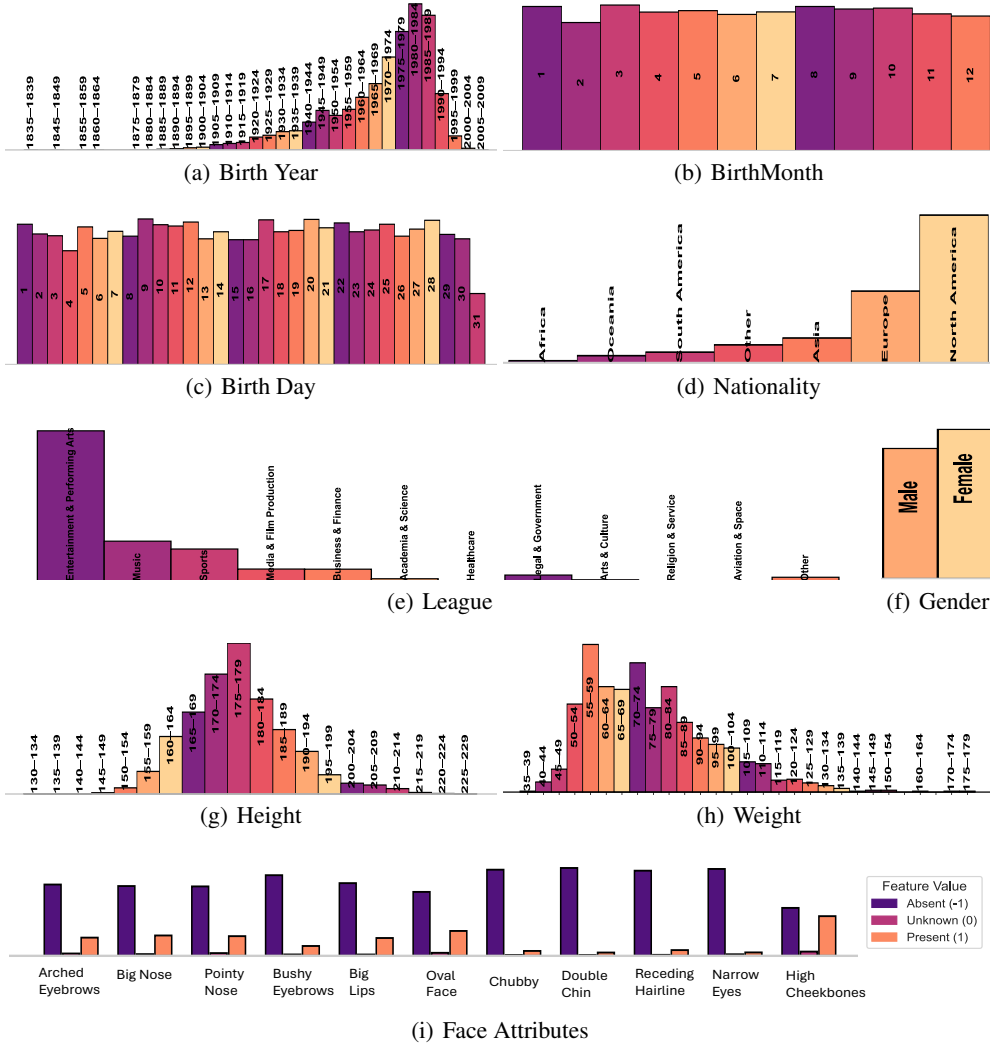 1835–1839
1845–1849
1855–1859
1860–1864
1875–1879
1880–1884
1885–1889
1890–1894
1895–1899
1900–1904
1905–1909
1910–1914
1915–1919
1920–1924
1925–1929
1930–1934
1935–1939
1940–1944
1945–1949
1950–1954
1955–1959
1960–1964
1965–1969
1970–1974
1975–1979
1980–1984
1985–1989
1990–1994
1995–1999
2000–2004
2005–2009
(a) Birth Year
1
2
3
4
5
6
7
8
9
10
11
12
(b) BirthMonth
1
2
3
4
5
6
7
8
9
10
11
12
13
14
15
16
17
18
19
20
21
22
23
24
25
26
27
28
29
30
31
(c) Birth Day
Africa
Oceania
South America
Other
Asia
Europe
North America
(d) Nationality
Entertainment & Performing Arts
Music
Sports
Media & Film Production
Business & Finance
Academia & Science
Healthcare
Legal & Government
Arts & Culture
Religion & Service
Aviation & Space
Other
(e) League
Male
Female
(f) Gender
130–134
135–139
140–144
145–149
150–154
155–159
160–164
165–169
170–174
175–179
180–184
185–189
190–194
195–199
200–204
205–209
210–214
215–219
220–224
225–229
(g) Height
35–39
40–44
45–49
50–54
55–59
60–64
65–69
70–74
75–79
80–84
85–89
90–94
95–99
100–104
105–109
110–114
115–119
120–124
125–129
130–134
135–139
140–144
145–149
150–154
160–164
170–174
175–179
(h) Weight
Feature Value
Absent (-1)
Unknown (0)
Present (1)
Arched
Eyebrows
Big Nose
Pointy
Nose
Bushy
Eyebrows
Big
Lips
Oval
Face
Chubby
Double
Chin
Receding
Hairline
Narrow
Eyes
High
Cheekbones
(i) Face Attributes